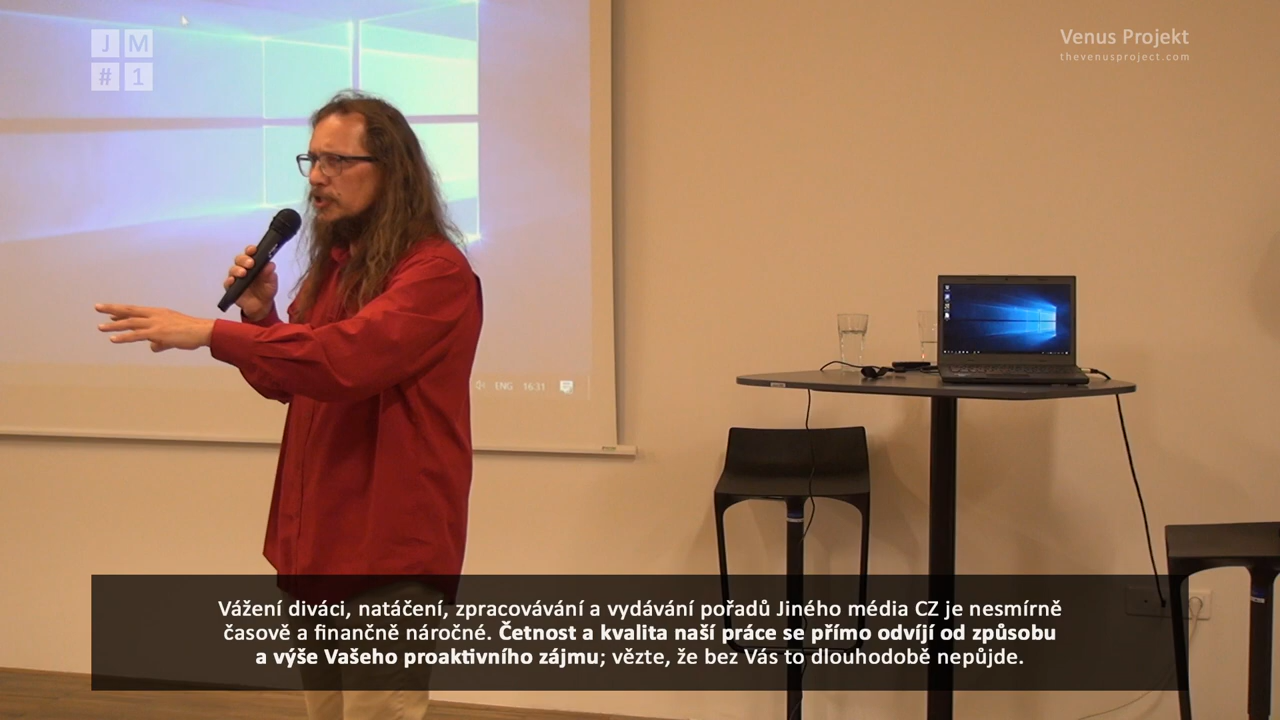 J M
# 1
Venus Projekt
thevenusproject.com
ENG 16:31
Vážení diváci, natáčení, zpracovávání a vydávání pořadů Jiného média CZ je nesmírně
časově a finančně náročné. Četnost a kvalita naší práce se přímo odvíjí od způsobu
a výše Vašeho proaktivního zájmu; vězte, že bez Vás to dlouhodobě nepůjde.